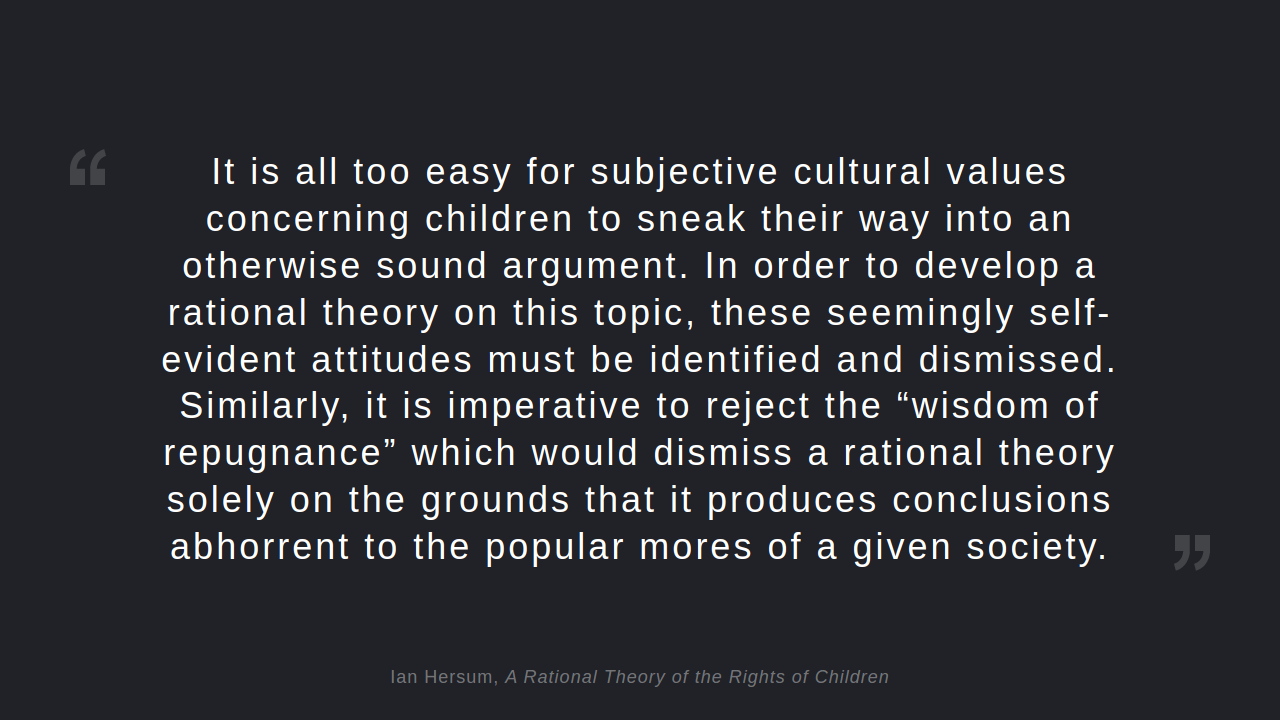 “
It is all too easy for subjective cultural values
concerning children to sneak their way into an
otherwise sound argument. In order to develop a
rational theory on this topic, these seemingly self-
evident attitudes must be identified and dismissed.
Similarly, it is imperative to reject the “wisdom of
repugnance” which would dismiss a rational theory
solely on the grounds that it produces conclusions
abhorrent to the popular mores of a given society.
”
Ian Hersum, A Rational Theory of the Rights of Children